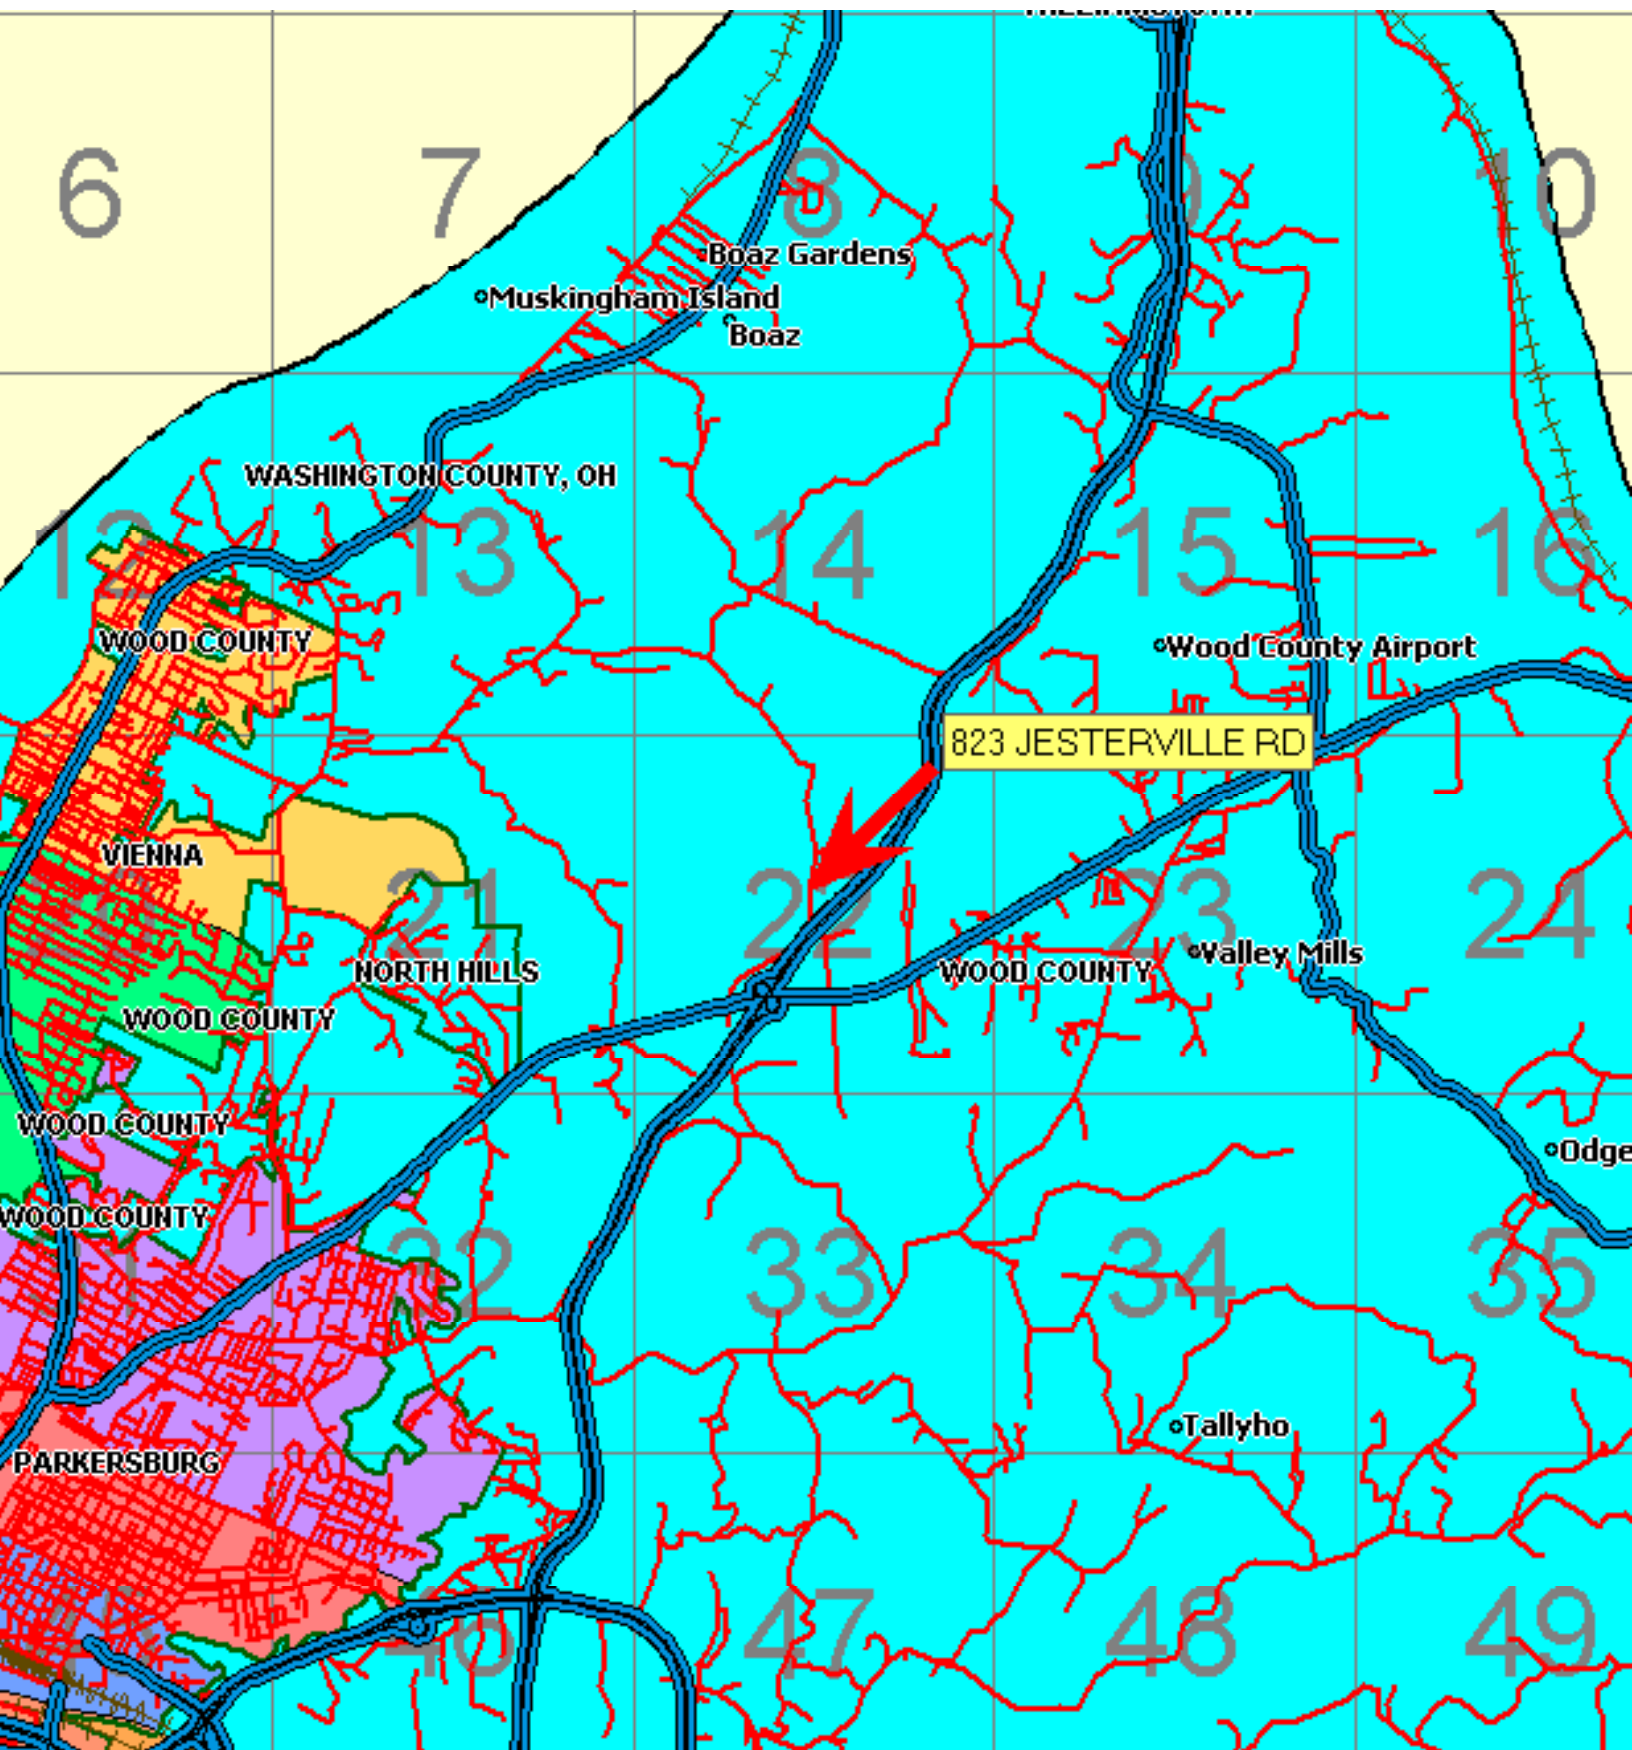 6
7
8
9
10
Boaz Gardens
Muskingham Island
Boaz
WASHINGTON COUNTY, OH
12
13
14
15
16
WOOD COUNTY
Wood County Airport
823 JESTERVILLE RD
VIENNA
21
22
23
24
NORTH HILLS
WOOD COUNTY
Valley Mills
WOOD COUNTY
WOOD COUNTY
Odge
WOOD COUNTY
32
33
34
35
Tallyho
PARKERSBURG
46
47
48
49